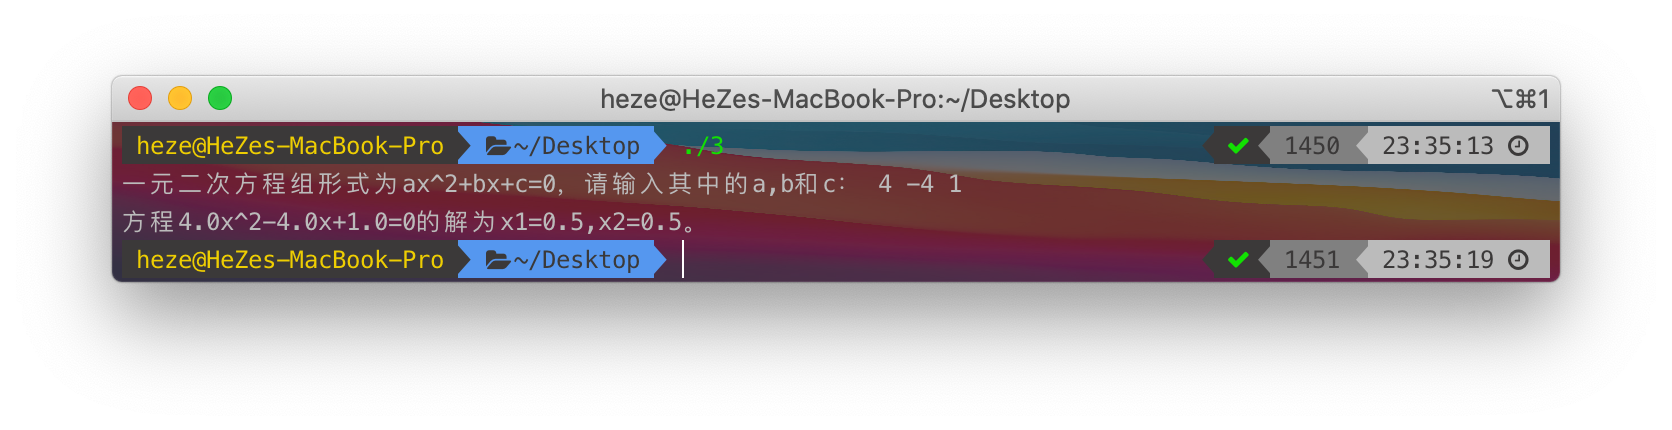 heze@HeZes-MacBook-Pro:~/Desktop ⌥⌘1
heze@HeZes-MacBook-Pro ~/Desktop ./3 ✔ 1450 23:35:13
一元二次方程组形式为ax^2+bx+c=0，请输入其中的a,b和c： 4 -4 1
方程4.0x^2-4.0x+1.0=0的解为x1=0.5,x2=0.5。
heze@HeZes-MacBook-Pro ~/Desktop ✔ 1451 23:35:19